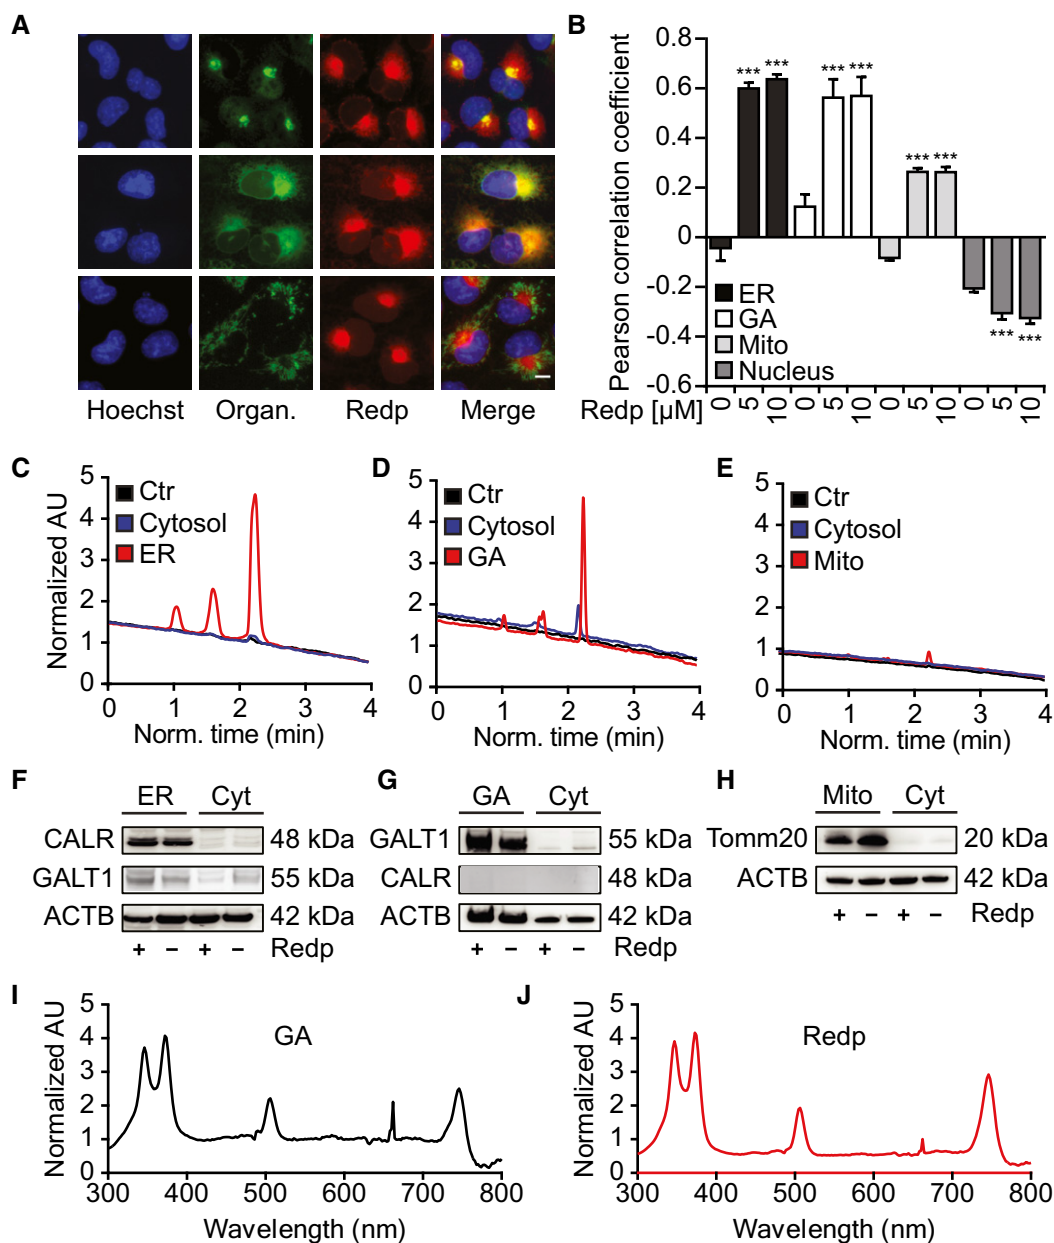 A
Hoechst Organ. Redp Merge
B
Pearson correlation coefficient
0.8
0.6
0.4
0.2
0
-0.2
-0.4
-0.6
*** *** *** *** *** *** *** ***
ER
GA
Mito
Nucleus
Redp [µM] 0 5 10 0 5 10 0 5 10 0 5 10
C
Normalized AU
5
4
3
2
1
0
Ctr
Cytosol
ER
0 1 2 3 4
Norm. time (min)
D
5
4
3
2
1
0
Ctr
Cytosol
GA
0 1 2 3 4
Norm. time (min)
E
5
4
3
2
1
0
Ctr
Cytosol
Mito
0 1 2 3 4
Norm. time (min)
F
ER Cyt
CALR 48 kDa
GALT1 55 kDa
ACTB 42 kDa
+ − + − Redp
G
GA Cyt
GALT1 55 kDa
CALR 48 kDa
ACTB 42 kDa
+ − + − Redp
H
Mito Cyt
Tomm20 20 kDa
ACTB 42 kDa
+ − + − Redp
I
Normalized AU
5
4
3
2
1
0
GA
300 400 500 600 700 800
Wavelength (nm)
J
Normalized AU
5
4
3
2
1
0
Redp
300 400 500 600 700 800
Wavelength (nm)